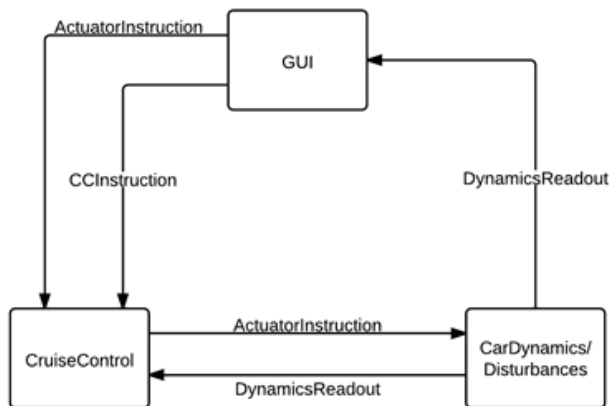 ActuatorInstruction
GUI
CCInstruction
DynamicsReadout
ActuatorInstruction
CruiseControl
CarDynamics/
Disturbances
DynamicsReadout